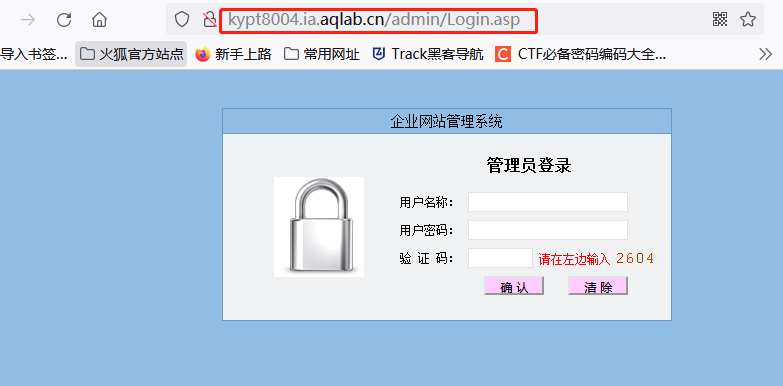 kypt8004.ia.aqlab.cn/admin/Login.asp
导入书签... 火狐官方站点 新手上路 常用网址 Track黑客导航 CTF必备密码编码大全...
企业网站管理系统
管理员登录
用户名称：
用户密码：
验 证 码： 请在左边输入 2604
确 认 清 除